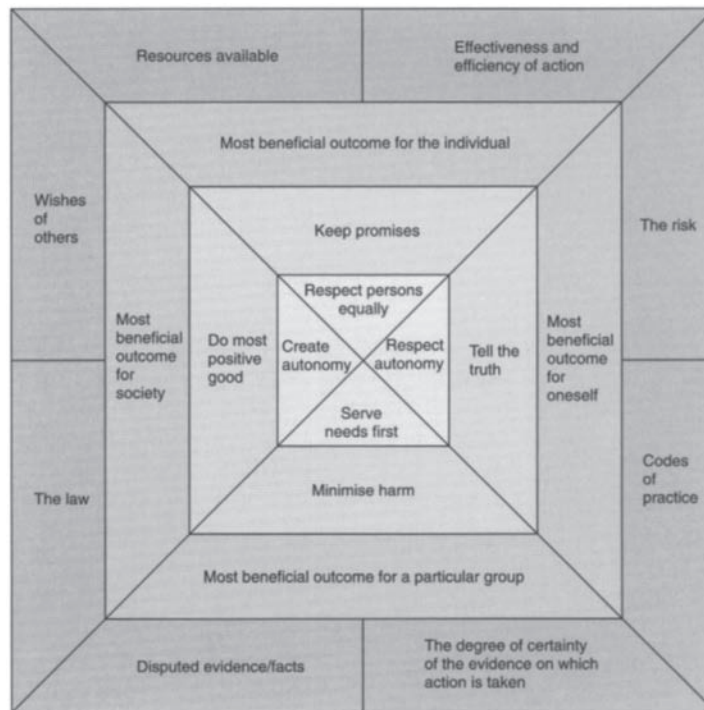 Resources available
Effectiveness and
efficiency of action
Most beneficial outcome for the individual
Wishes
of
others
Keep promises
The risk
Respect persons
equally
Most
beneficial
outcome
for
society
Do most
positive
good
Create
autonomy
Respect
autonomy
Tell the
truth
Most
beneficial
outcome
for
oneself
Serve
needs first
The law
Minimise harm
Codes
of
practice
Most beneficial outcome for a particular group
Disputed evidence/facts
The degree of certainty
of the evidence on which
action is taken